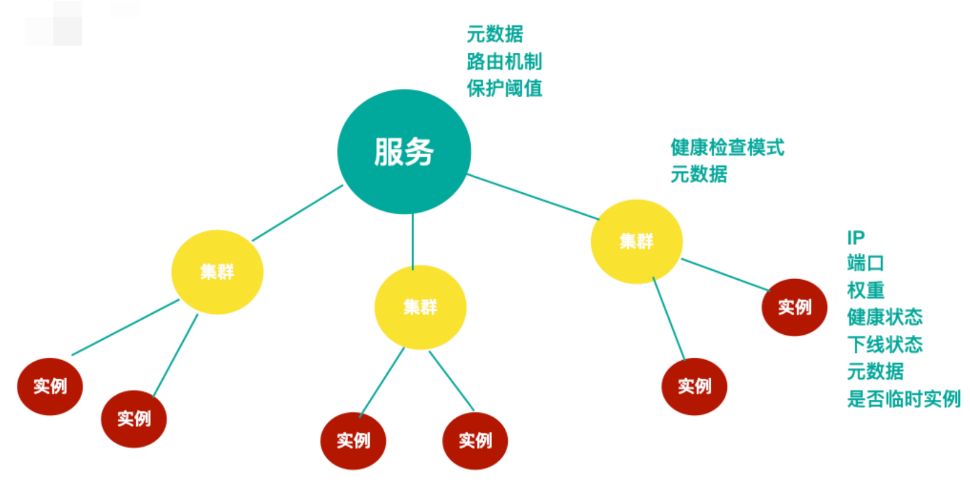 元数据
路由机制
保护阈值
服务
健康检查模式
元数据
集群
集群
集群
IP
端口
权重
健康状态
下线状态
元数据
是否临时实例
实例
实例
实例
实例
实例
实例